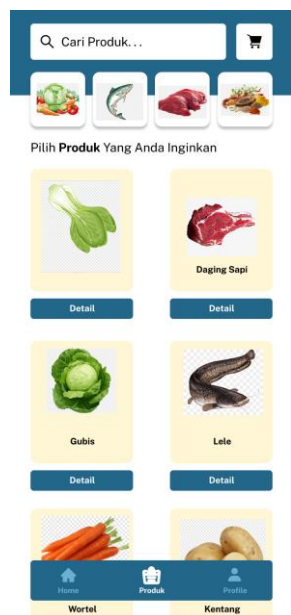 Cari Produk...
Pilih Produk Yang Anda Inginkan
Daging Sapi
Detail
Detail
Gubis
Lele
Detail
Detail
Home
Produk
Profile
Wortel
Kentang